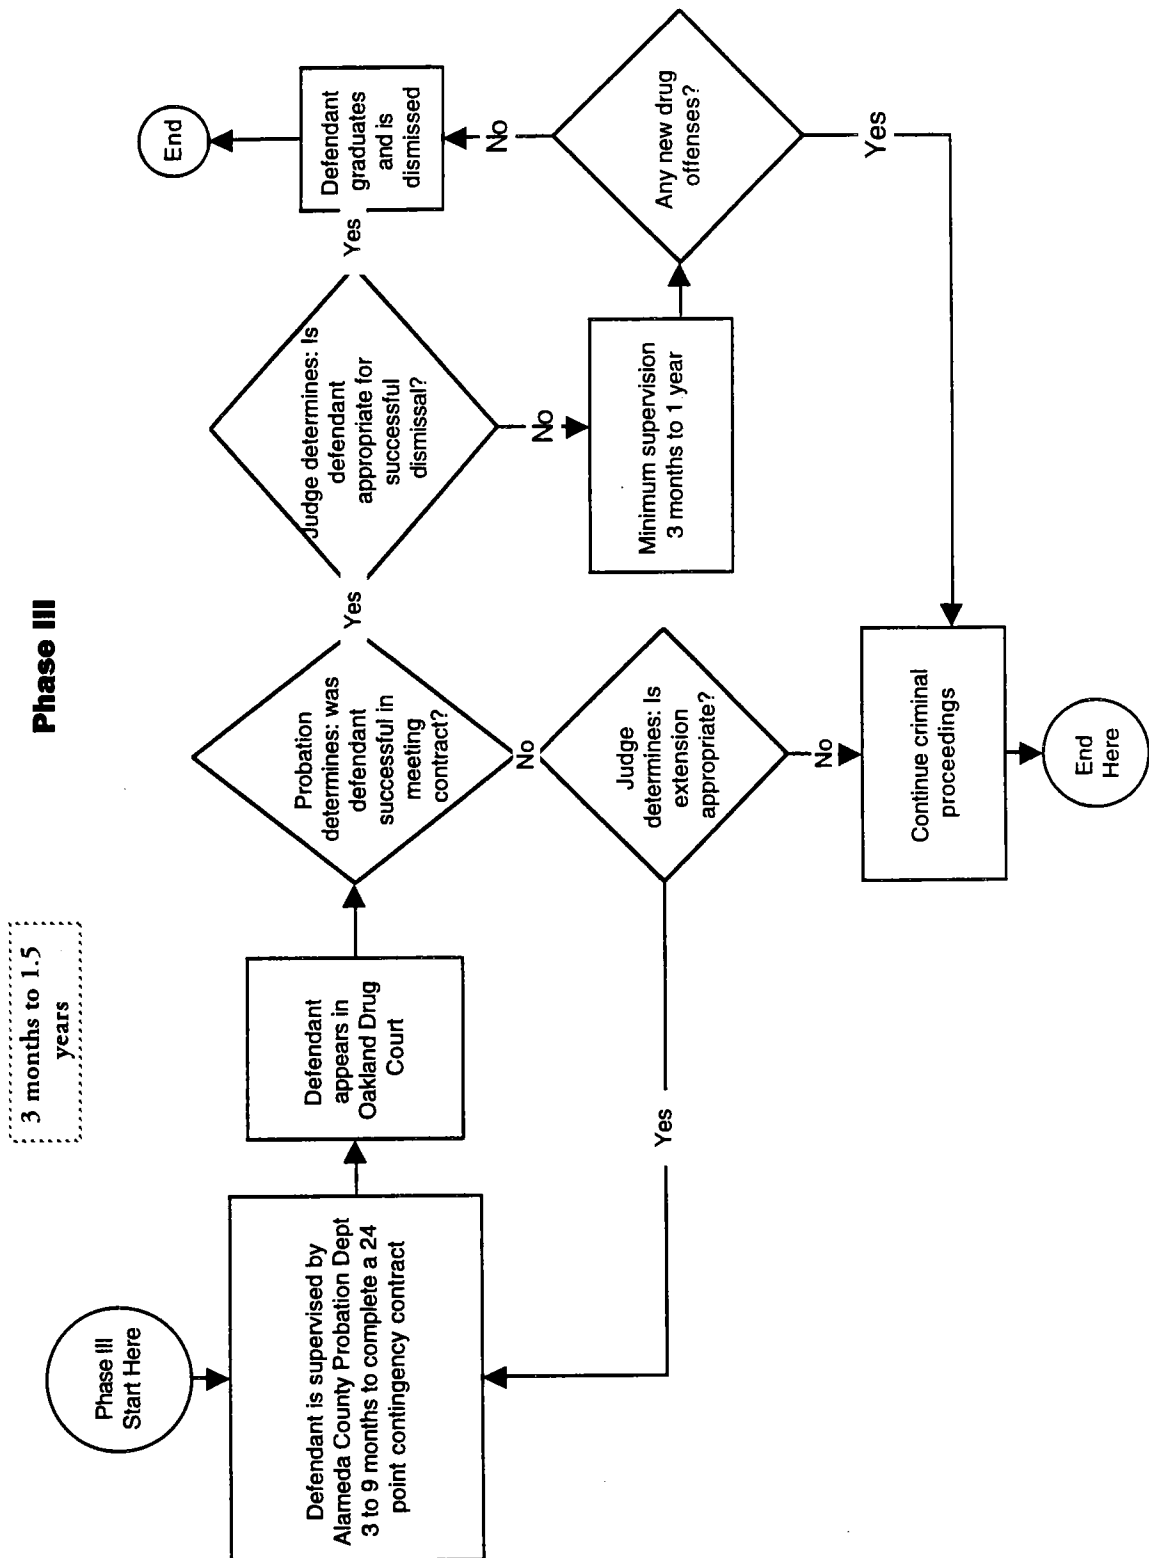 Phase III
3 months to 1.5
years
Phase III
Start Here
Defendant is supervised by
Alameda County Probation Dept
3 to 9 months to complete a 24
point contingency contract
Defendant
appears in
Oakland Drug
Court
Probation
determines: was
defendant
successful in
meeting
contract?
Yes
No
Judge determines: Is
defendant
appropriate for
successful
dismissal?
Yes
No
Defendant
graduates
and is
dismissed
End
Minimum supervision
3 months to 1 year
Any new drug
offenses?
No
Yes
Judge
determines: Is
extension
appropriate?
Yes
No
Continue criminal
proceedings
End
Here